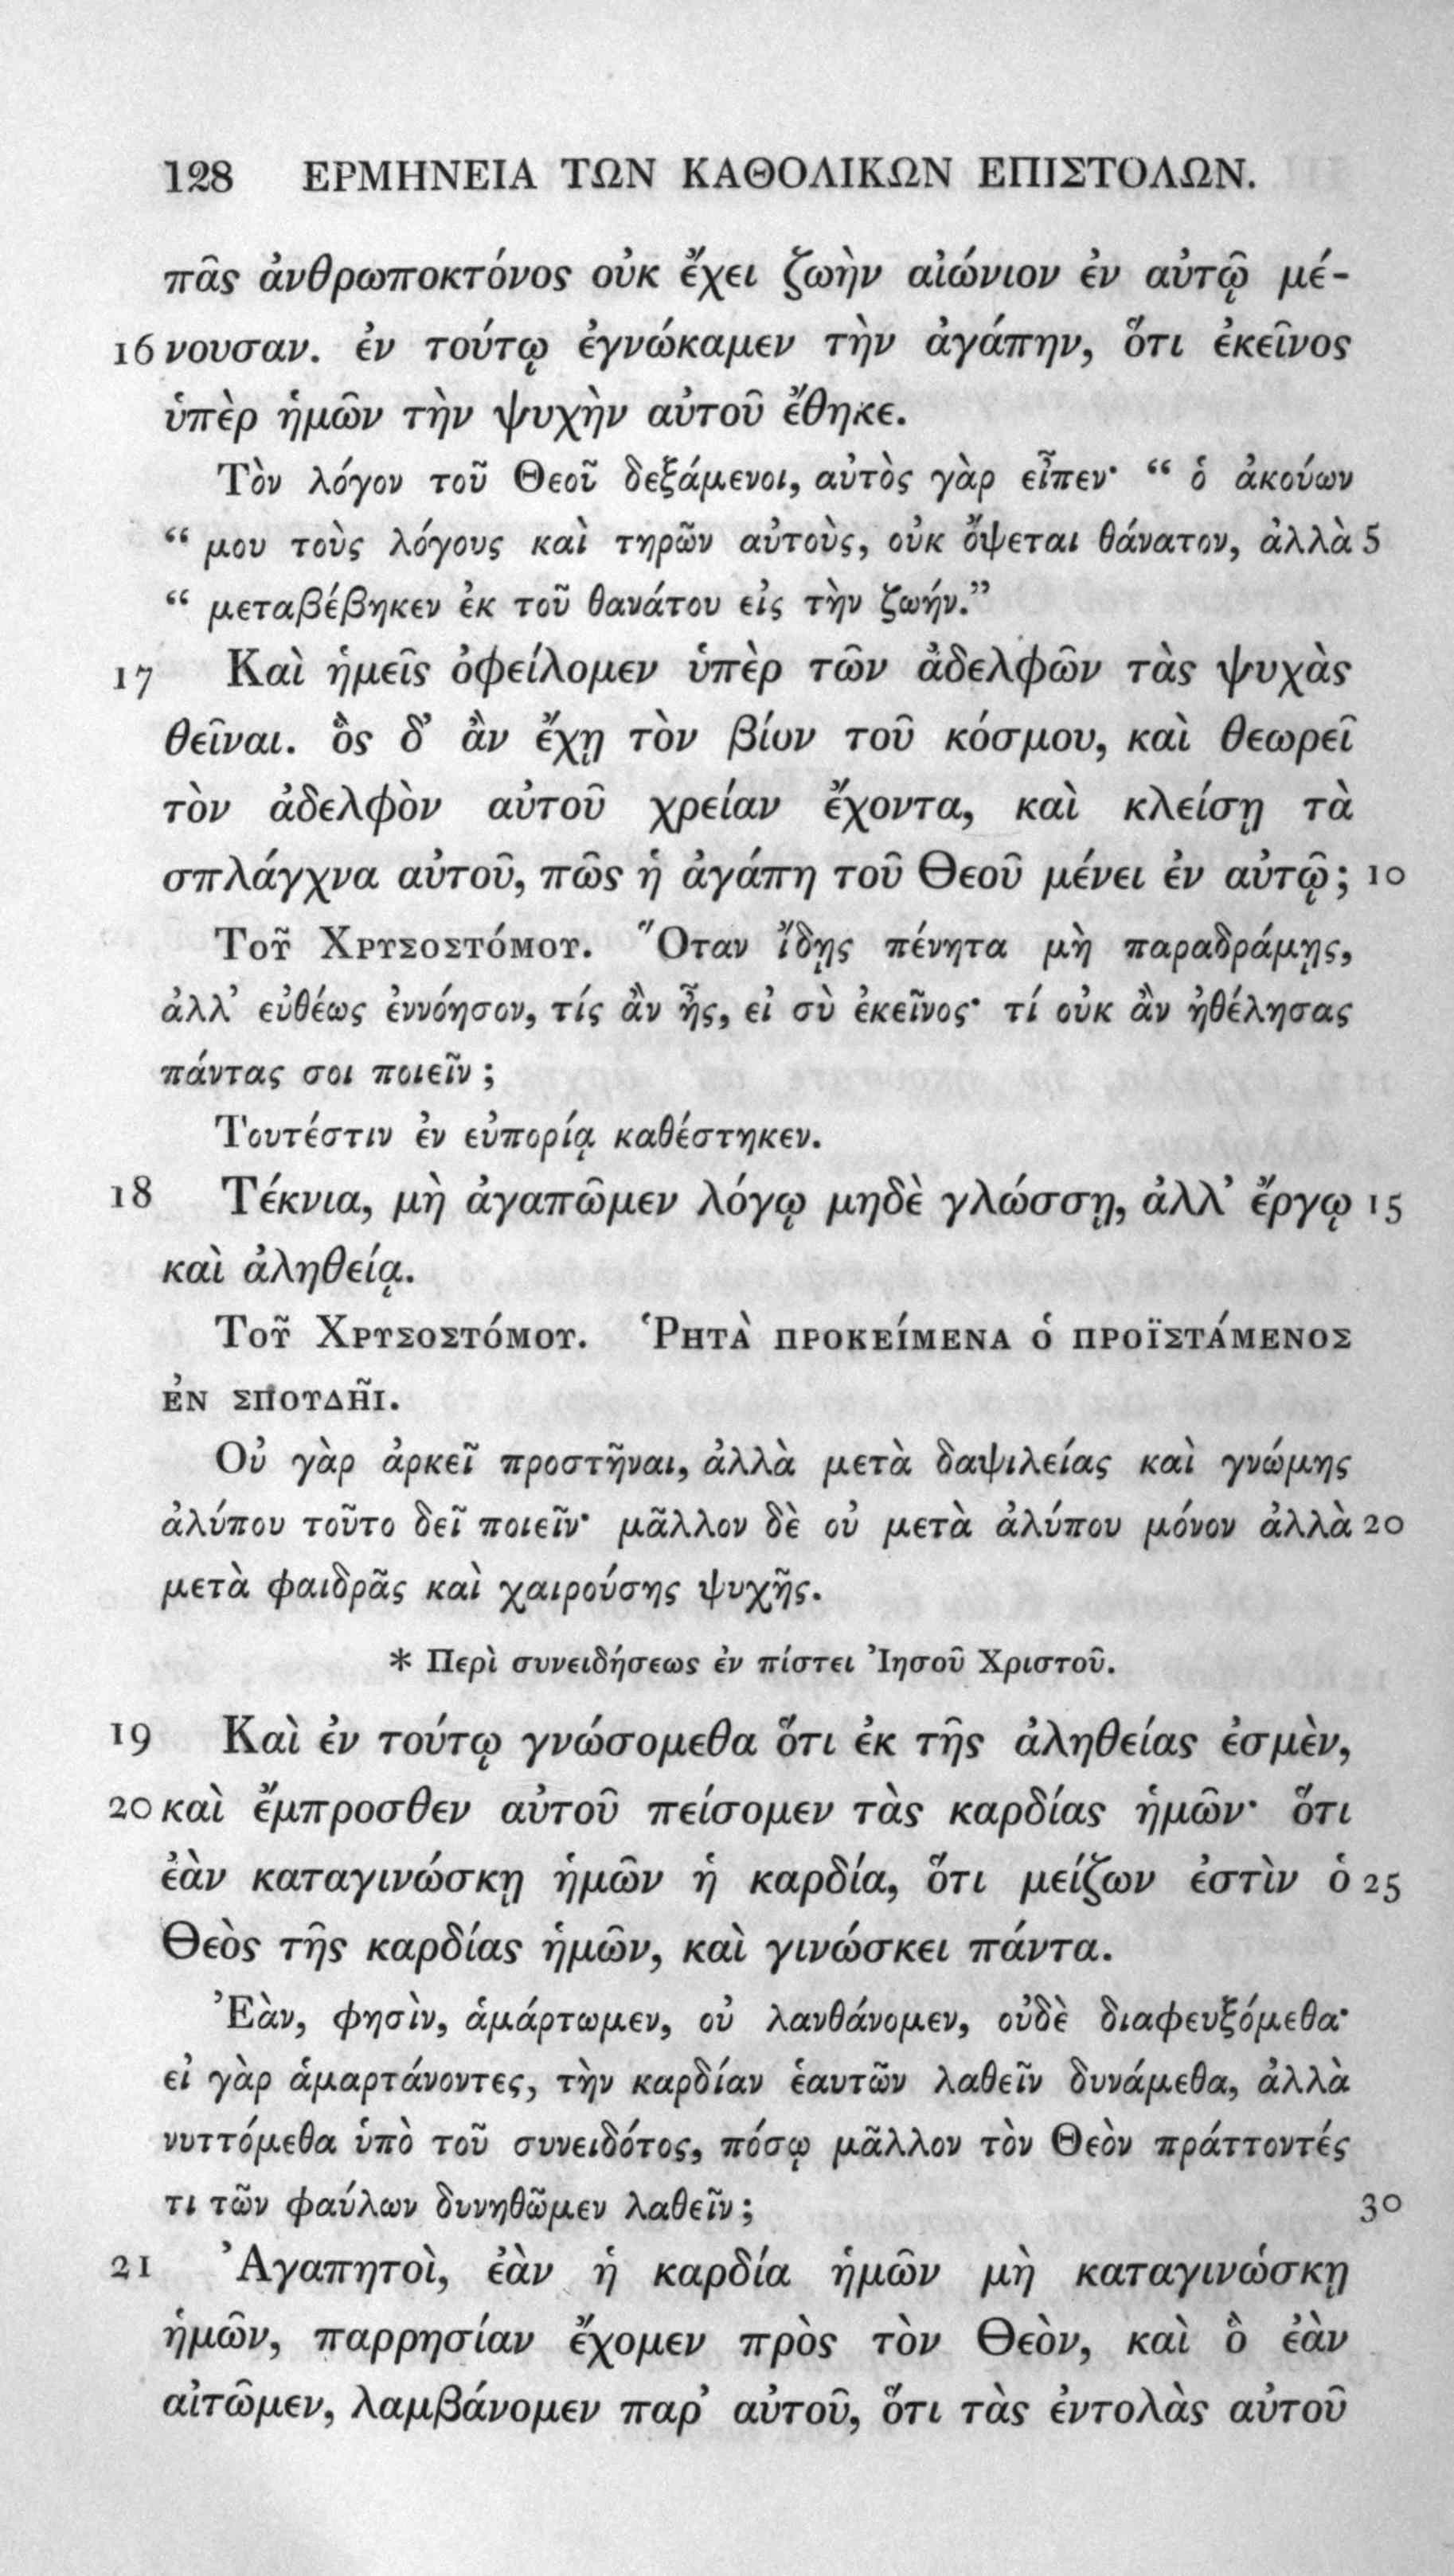 128 ΕΡΜΗΝΕΙΑ ΤΩΝ ΚΑΘΟΛΙΚΩΝ ΕΠΙΣΤΟΛΩΝ.
πᾶς ἀνθρωποκτόνος οὐκ ἔχει ζωὴν αἰώνιον ἐν αὐτῷ μέ-
16 νουσαν. ἐν τούτῳ ἐγνώκαμεν τὴν ἀγάπην, ὅτι ἐκεῖνος
ὑπὲρ ἡμῶν τὴν ψυχὴν αὐτοῦ ἔθηκε.
Τὸν λόγον τοῦ Θεοῦ δεξάμενοι, αὐτὸς γὰρ εἶπεν· “ ὁ ἀκούων
“ μου τοὺς λόγους καὶ τηρῶν αὐτοὺς, οὐκ ὄψεται θάνατον, ἀλλὰ 5
“ μεταβέβηκεν ἐκ τοῦ θανάτου εἰς τὴν ζωήν.”
17 Καὶ ἡμεῖς ὀφείλομεν ὑπὲρ τῶν ἀδελφῶν τὰς ψυχὰς
θεῖναι. ὃς δ’ ἂν ἔχῃ τὸν βίον τοῦ κόσμου, καὶ θεωρεῖ
τὸν ἀδελφὸν αὐτοῦ χρείαν ἔχοντα, καὶ κλείσῃ τὰ
σπλάγχνα αὐτοῦ, πῶς ἡ ἀγάπη τοῦ Θεοῦ μένει ἐν αὐτῷ; 10
Τοῦ Χρυσοστόμου. Ὅταν ἴδῃς πένητα μὴ παραδράμῃς,
ἀλλ’ εὐθέως ἐννόησον, τίς ἂν ἦς, εἰ σὺ ἐκεῖνος· τί οὐκ ἂν ἠθέλησας
πάντας σοι ποιεῖν ;
Τουτέστιν ἐν εὐπορίᾳ καθέστηκεν.
18 Τέκνια, μὴ ἀγαπῶμεν λόγῳ μηδὲ γλώσσῃ, ἀλλ’ ἔργῳ 15
καὶ ἀληθείᾳ.
Τοῦ Χρυσοστόμου. Ῥητὰ προκείμενα ὁ προϊστάμενος
ἐν σπουδῆι.
Οὐ γὰρ ἀρκεῖ προστῆναι, ἀλλὰ μετὰ δαψιλείας καὶ γνώμης
ἀλύπου τοῦτο δεῖ ποιεῖν· μᾶλλον δὲ οὐ μετὰ ἀλύπου μόνον ἀλλὰ 20
μετὰ φαιδρᾶς καὶ χαιρούσης ψυχῆς.
* Περὶ συνειδήσεως ἐν πίστει Ἰησοῦ Χριστοῦ.
19 Καὶ ἐν τούτῳ γνώσομεθα ὅτι ἐκ τῆς ἀληθείας ἐσμὲν,
20 καὶ ἔμπροσθεν αὐτοῦ πείσομεν τὰς καρδίας ἡμῶν· ὅτι
ἐὰν καταγινώσκῃ ἡμῶν ἡ καρδία, ὅτι μείζων ἐστὶν ὁ 25
Θεὸς τῆς καρδίας ἡμῶν, καὶ γινώσκει πάντα.
Ἐὰν, φησὶν, ἁμάρτωμεν, οὐ λανθάνομεν, οὐδὲ διαφευξόμεθα·
εἰ γὰρ ἁμαρτάνοντες, τὴν καρδίαν ἑαυτῶν λαθεῖν δυνάμεθα, ἀλλὰ
νυττόμεθα ὑπὸ τοῦ συνειδότος, πόσῳ μᾶλλον τὸν Θεὸν πράττοντές
τι τῶν φαύλων δυνηθῶμεν λαθεῖν ; 30
21 Ἀγαπητοὶ, ἐὰν ἡ καρδία ἡμῶν μὴ καταγινώσκῃ
ἡμῶν, παρρησίαν ἔχομεν πρὸς τὸν Θεὸν, καὶ ὃ ἐὰν
αἰτῶμεν, λαμβάνομεν παρ’ αὐτοῦ, ὅτι τὰς ἐντολὰς αὐτοῦ